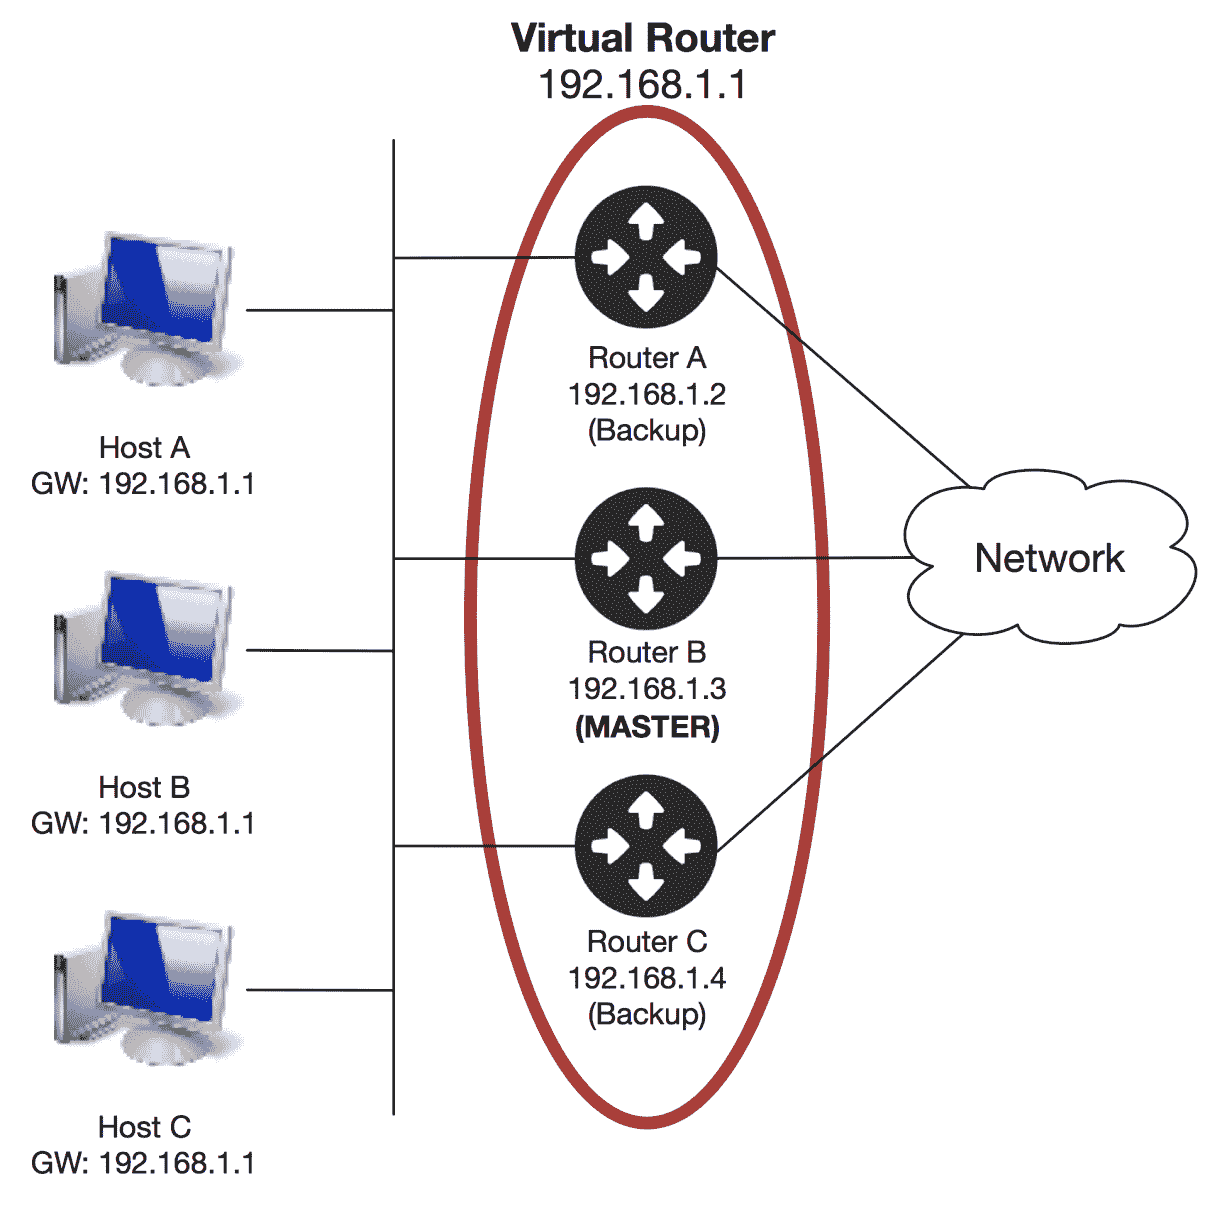 Virtual Router
192.168.1.1
Router A
192.168.1.2
(Backup)
Host A
GW: 192.168.1.1
Network
Router B
192.168.1.3
(MASTER)
Host B
GW: 192.168.1.1
Router C
192.168.1.4
(Backup)
Host C
GW: 192.168.1.1